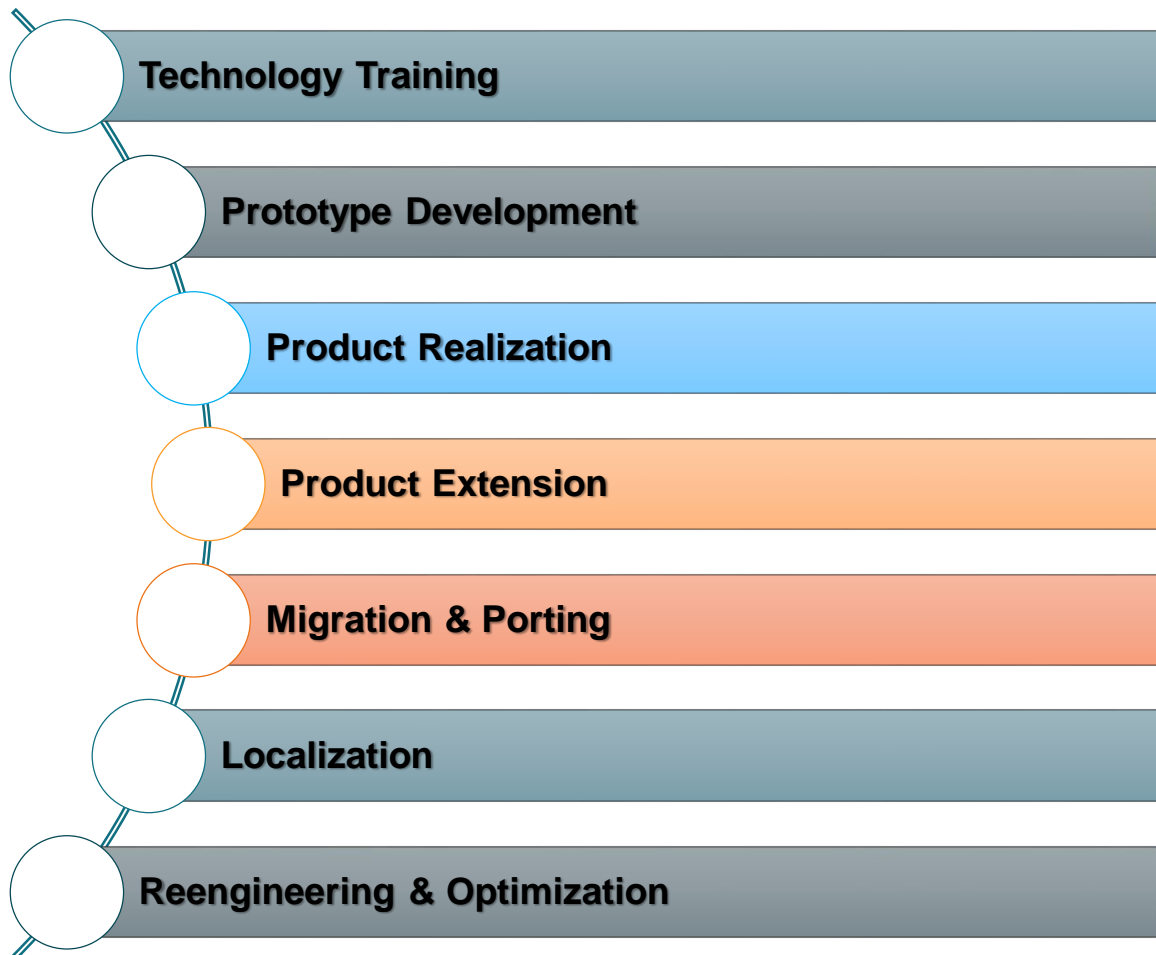 Technology Training
Prototype Development
Product Realization
Product Extension
Migration & Porting
Localization
Reengineering & Optimization